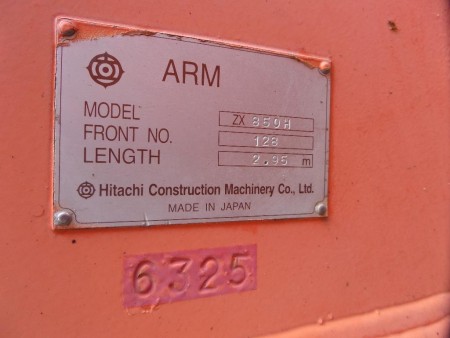 ARM
MODEL ZX 850H
FRONT NO. 128
LENGTH 2.95 m
Hitachi Construction Machinery Co., Ltd.
MADE IN JAPAN
6325